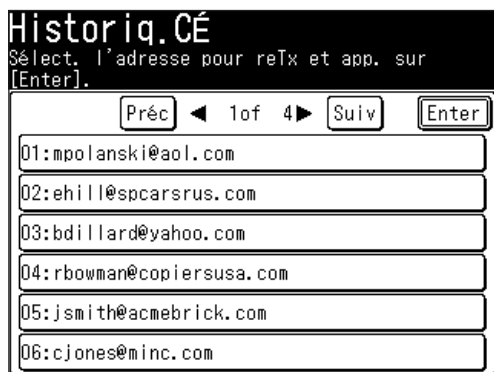 Historiq.CÉ
Sélect. l'adresse pour reTx et app. sur
[Enter].
Préc ◀ 1of 4▶ Suiv Enter
01:mpolanski@aol.com
02:ehill@spcarsrus.com
03:bdillard@yahoo.com
04:rbowman@copiersusa.com
05:jsmith@acmebrick.com
06:cjones@minc.com